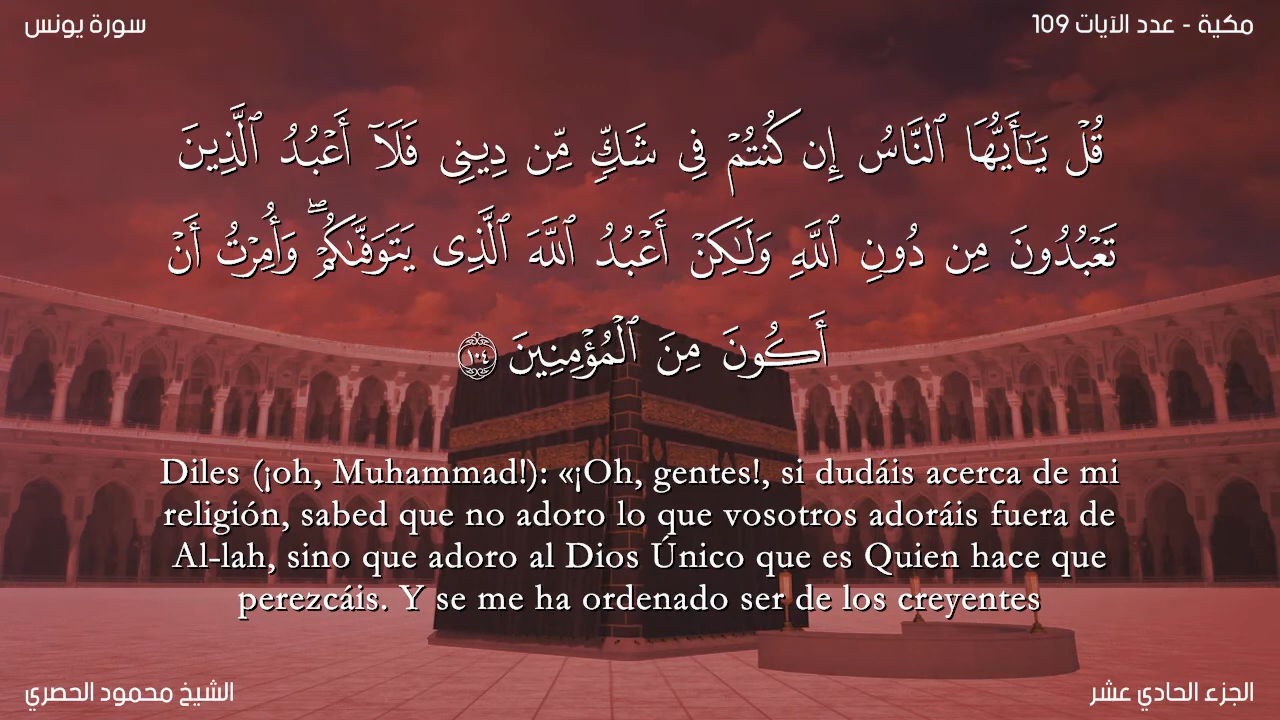 مكية - عدد الآيات 109
سورة يونس
قُلْ يَـٰٓأَيُّهَا ٱلنَّاسُ إِن كُنتُمْ فِى شَكٍّ مِّن دِينِى فَلَآ أَعْبُدُ ٱلَّذِينَ
تَعْبُدُونَ مِن دُونِ ٱللَّهِ وَلَـٰكِنْ أَعْبُدُ ٱللَّهَ ٱلَّذِى يَتَوَفَّىٰكُمْ ۖ وَأُمِرْتُ أَنْ
أَكُونَ مِنَ ٱلْمُؤْمِنِينَ ١٠٤
Diles (¡oh, Muhammad!): «¡Oh, gentes!, si dudáis acerca de mi
religión, sabed que no adoro lo que vosotros adoráis fuera de
Al-lah, sino que adoro al Dios Único que es Quien hace que
perezcáis. Y se me ha ordenado ser de los creyentes
الجزء الحادي عشر
الشيخ محمود الحصري